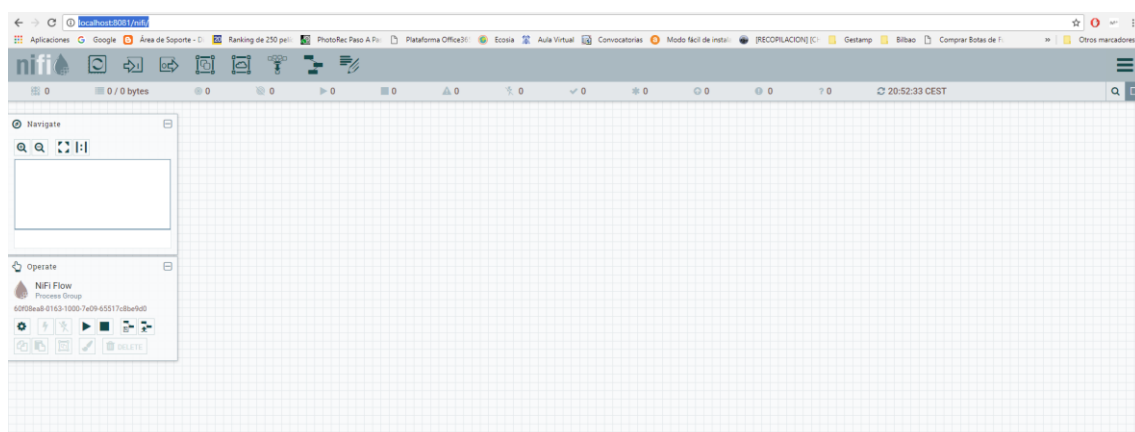 localhost:8081/nifi/
Aplicaciones Google Área de Soporte - D Ranking de 250 pelí PhotoRec Paso A Pa Plataforma Office36 Ecosia Aula Virtual Convocatorias Modo fácil de instal [RECOPILACION] [C Gestamp Bilbao Comprar Botas de F » Otros marcadores
nifi
0 0 / 0 bytes 0 0 0 0 0 0 0 0 0 0 ? 0 20:52:33 CEST
Navigate
Operate
NiFi Flow
Process Group
60f08ea8-0163-1000-7e09-65517c8be9d0
DELETE